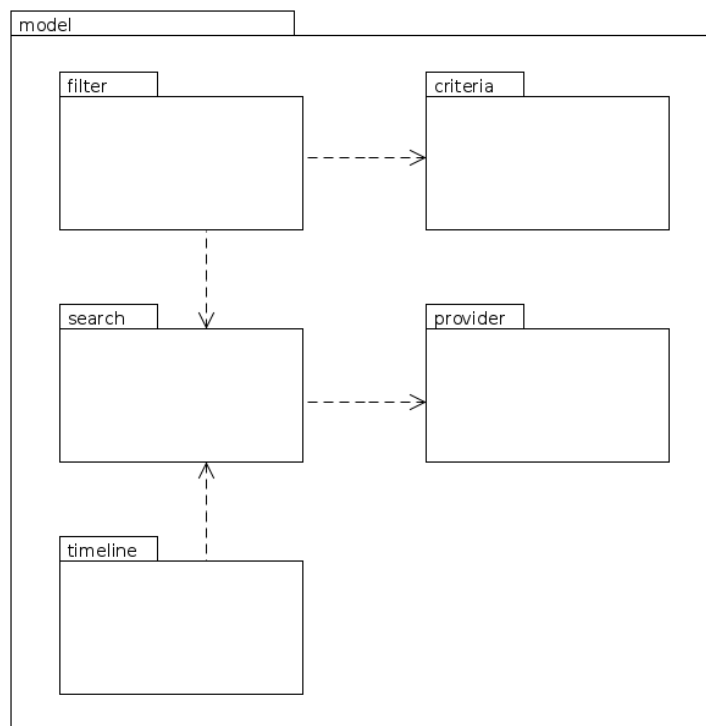 model
filter
criteria
search
provider
timeline